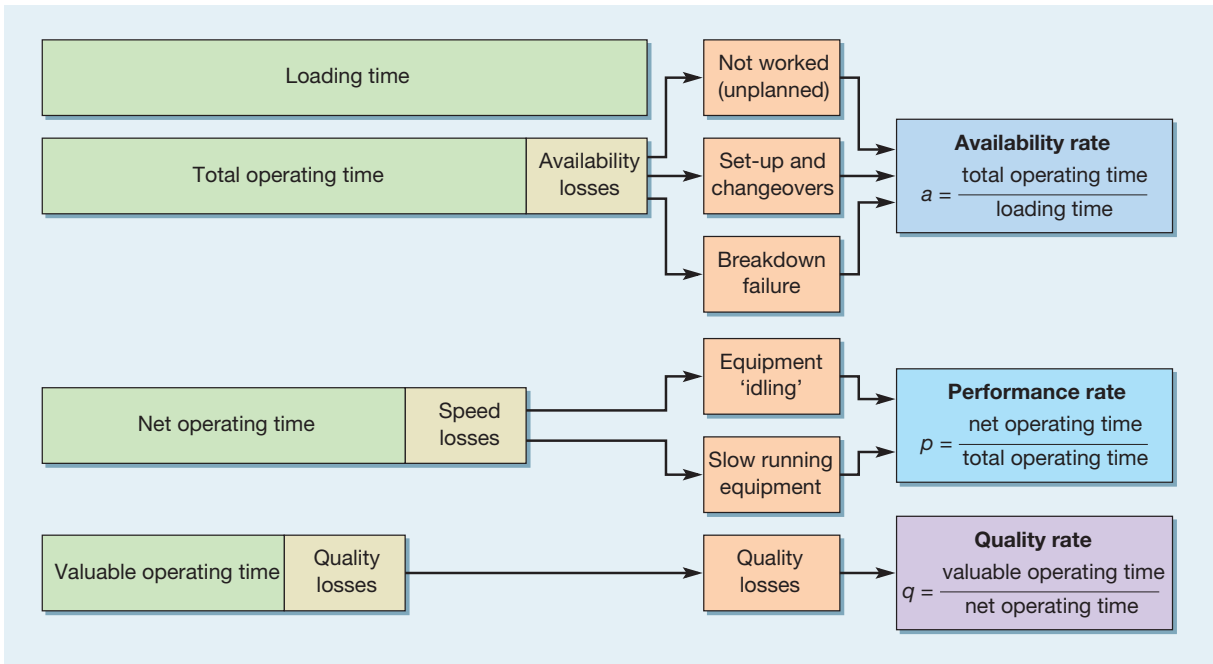 Loading time
Total operating time
Availability
losses
Not worked
(unplanned)
Set-up and
changeovers
Breakdown
failure
Availability rate
a = total operating time
loading time
Net operating time
Speed
losses
Equipment
‘idling’
Slow running
equipment
Performance rate
p = net operating time
total operating time
Valuable operating time
Quality
losses
Quality
losses
Quality rate
q = valuable operating time
net operating time